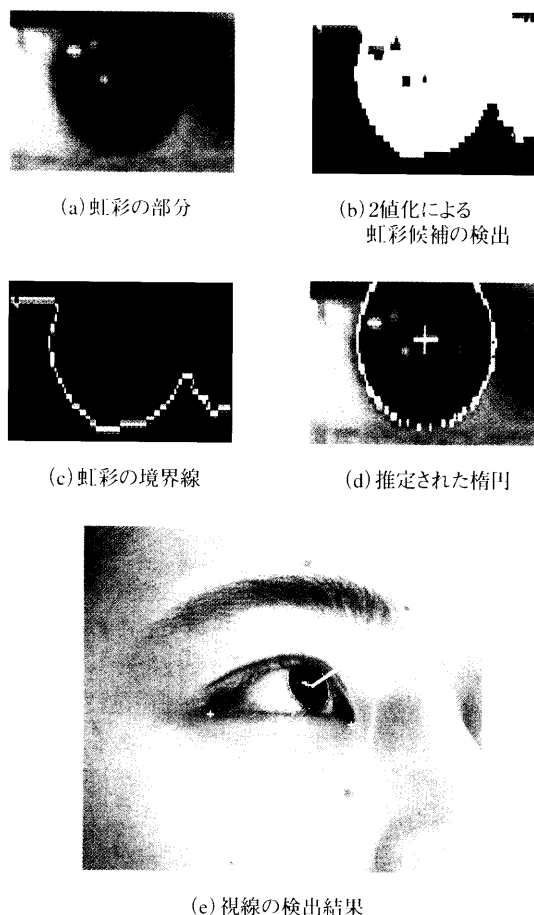 (a)虹彩の部分
(b)2値化による
虹彩候補の検出
(c)虹彩の境界線
(d)推定された楕円
(e)視線の検出結果